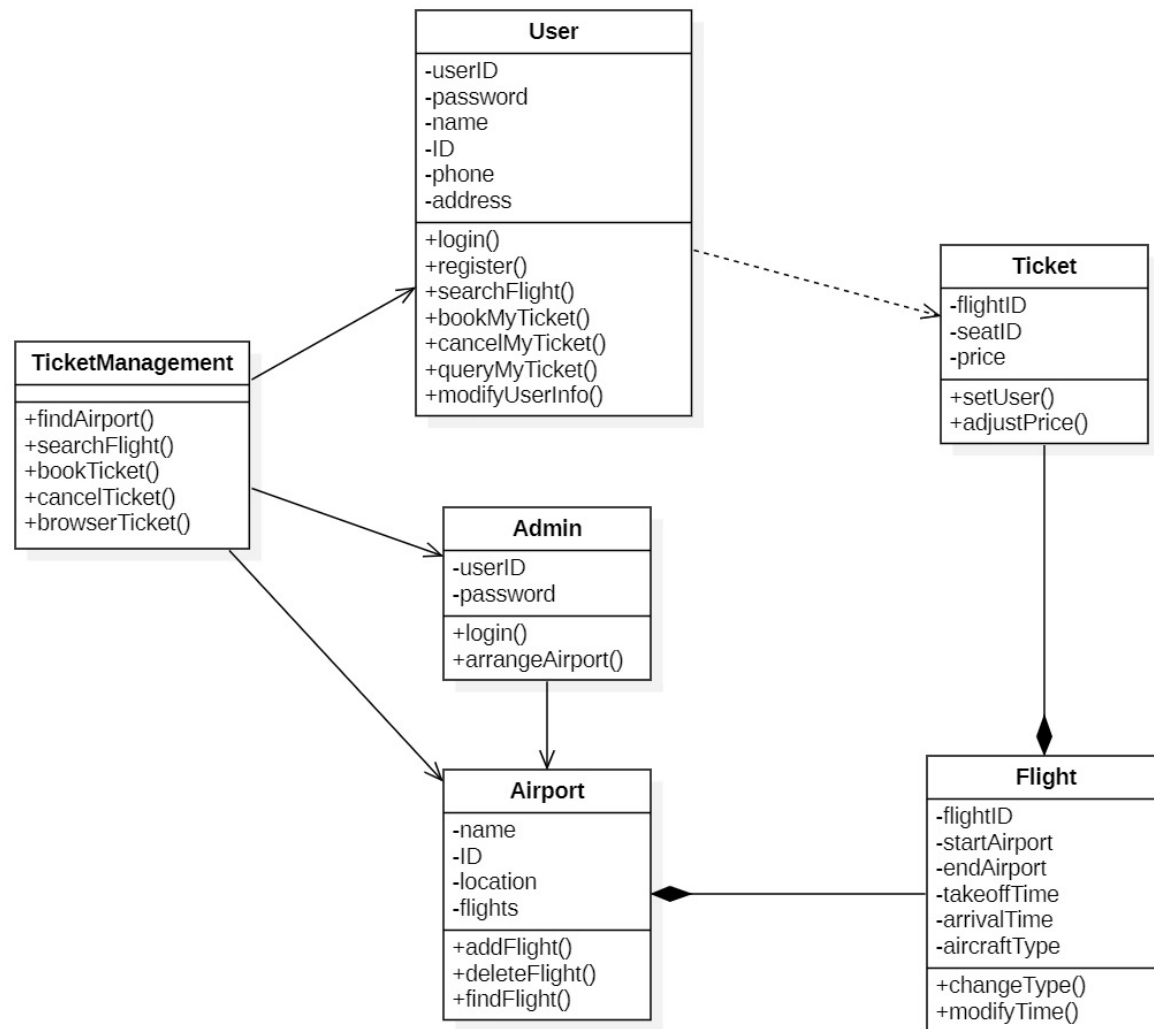 User
-userID
-password
-name
-ID
-phone
-address
+login()
+register()
+searchFlight()
+bookMyTicket()
+cancelMyTicket()
+queryMyTicket()
+modifyUserInfo()
Ticket
-flightID
-seatID
-price
+setUser()
+adjustPrice()
TicketManagement
+findAirport()
+searchFlight()
+bookTicket()
+cancelTicket()
+browserTicket()
Admin
-userID
-password
+login()
+arrangeAirport()
Airport
-name
-ID
-location
-flights
+addFlight()
+deleteFlight()
+findFlight()
Flight
-flightID
-startAirport
-endAirport
-takeoffTime
-arrivalTime
-aircraftType
+changeType()
+modifyTime()